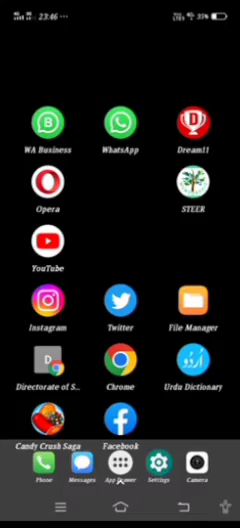 23:46 ... 35%
WA Business WhatsApp Dream11
Opera STEER
YouTube
Instagram Twitter File Manager
D اُردُو
Directorate of S.. Chrome Urdu Dictionary
Candy Crush Saga Facebook
Phone Messages App Drawer Settings Camera